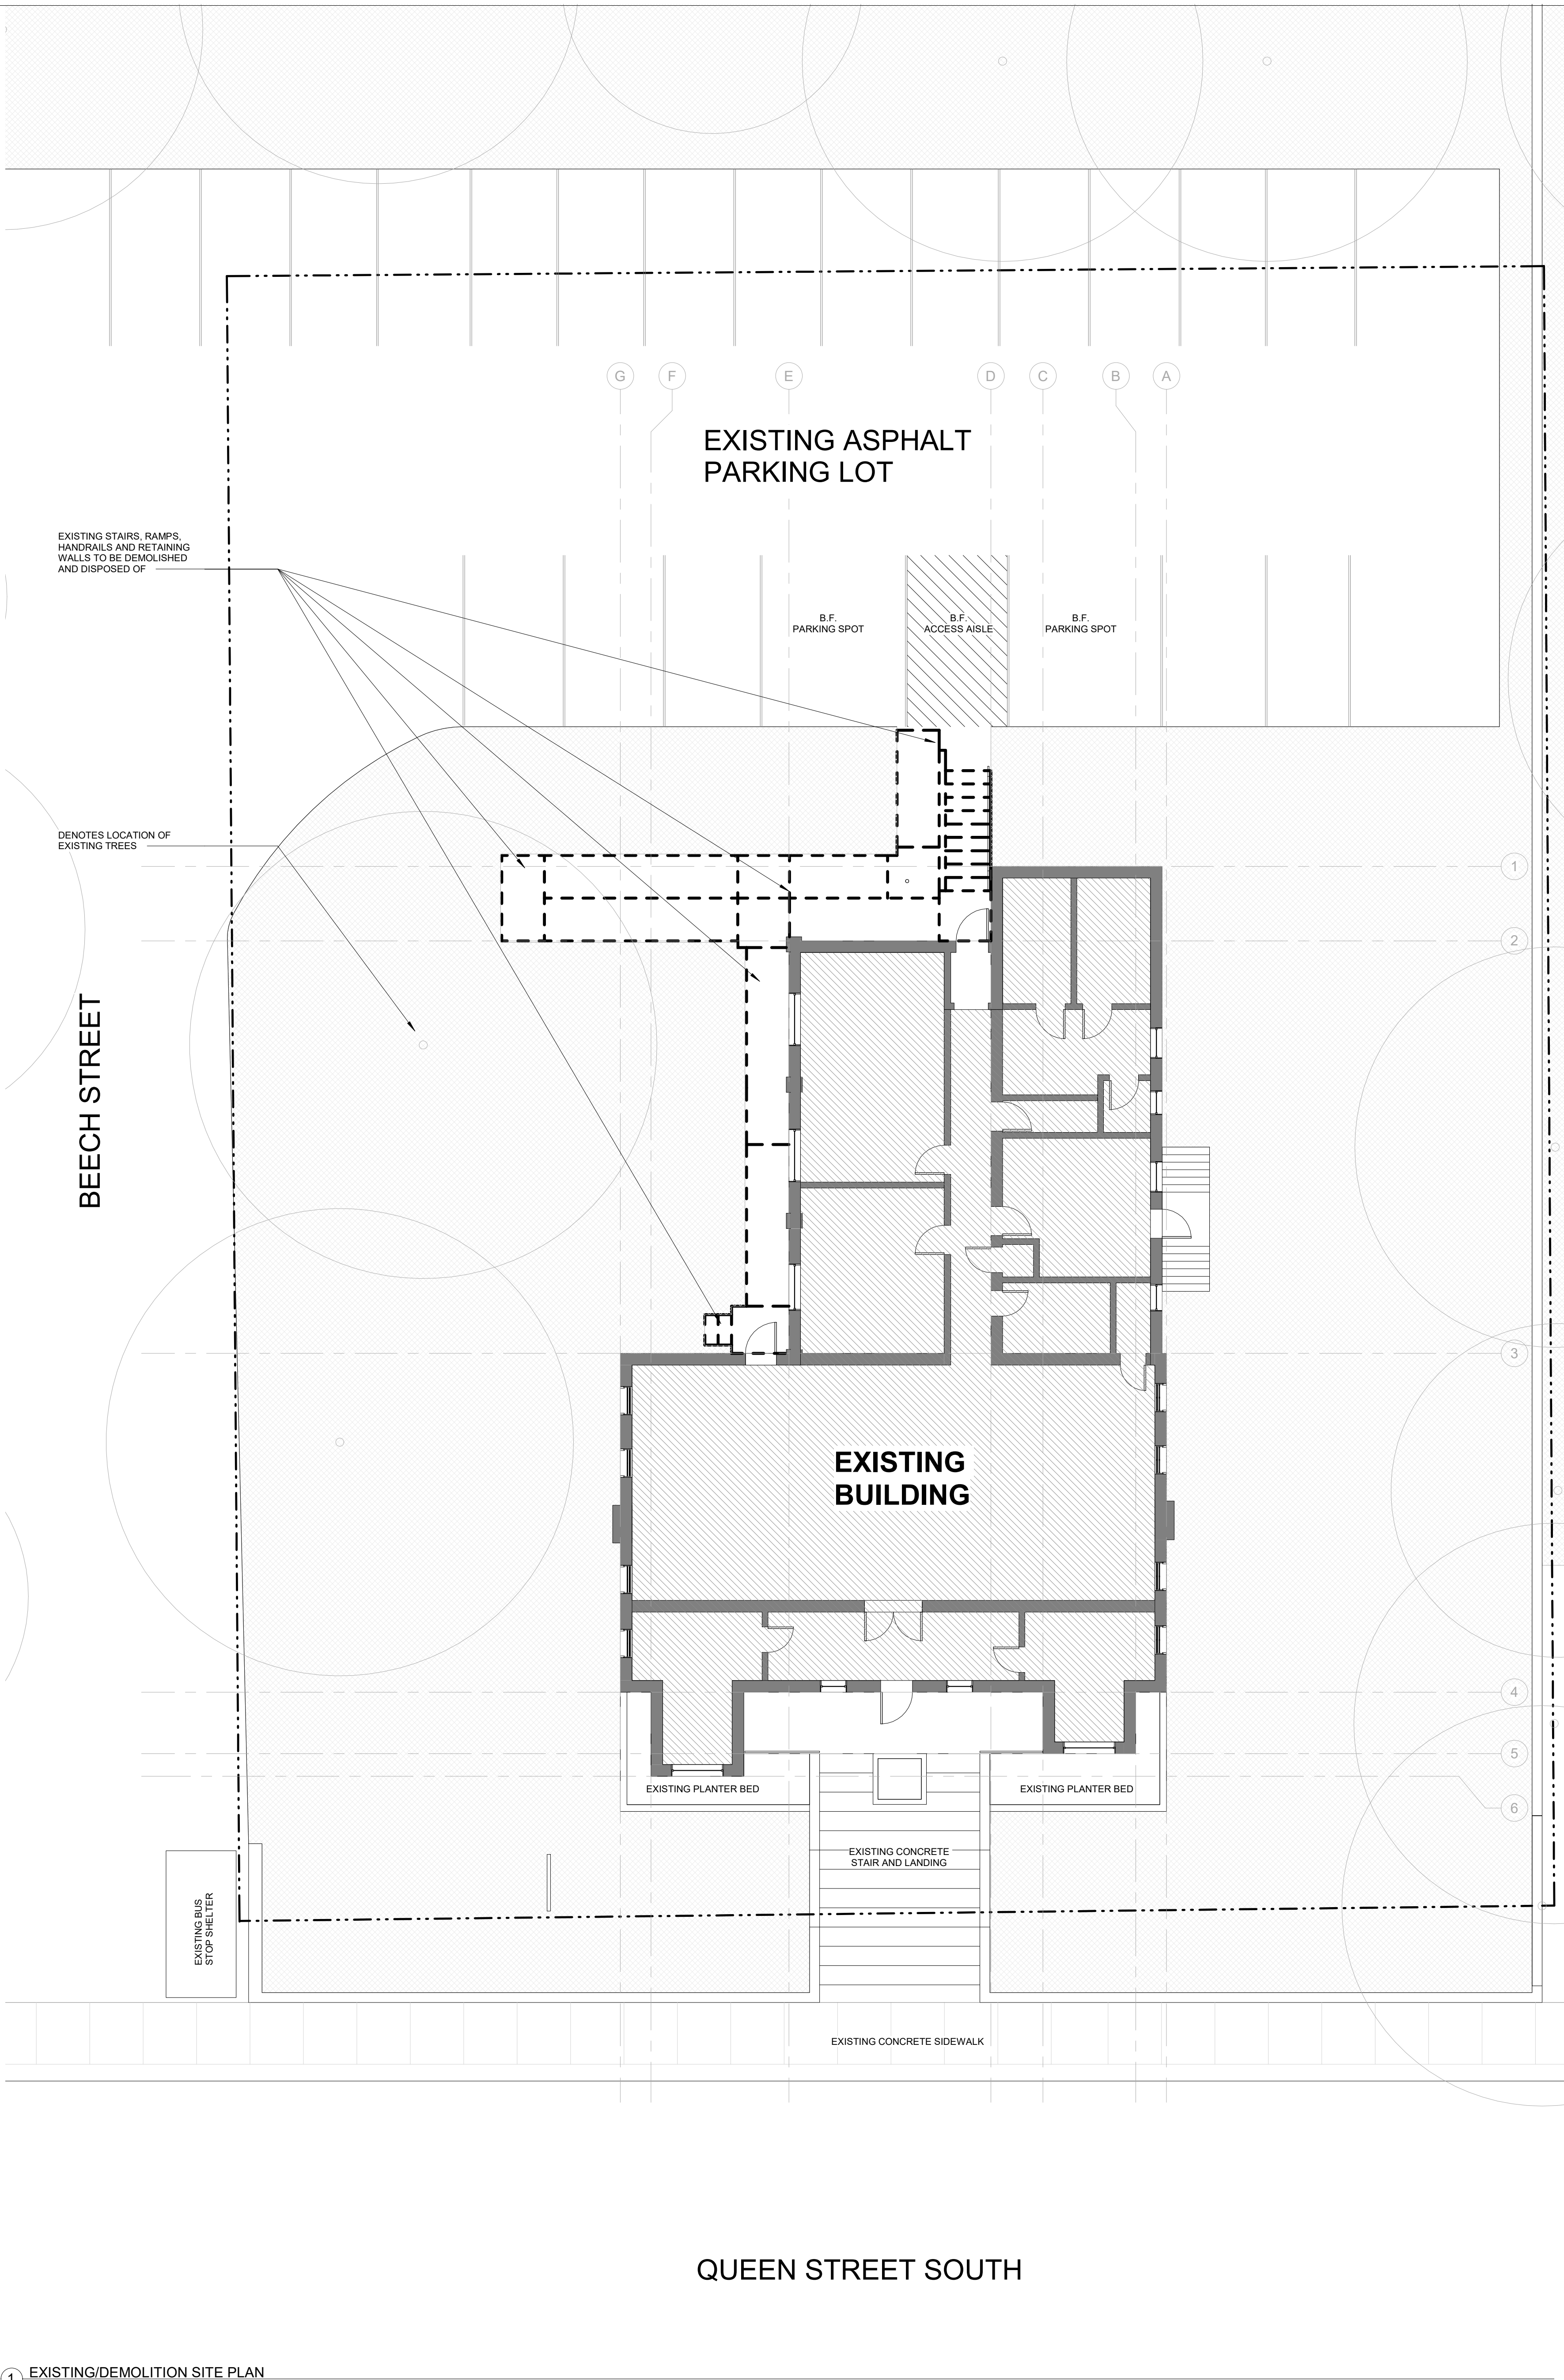 G F E D C B A
EXISTING ASPHALT
PARKING LOT
EXISTING STAIRS, RAMPS,
HANDRAILS AND RETAINING
WALLS TO BE DEMOLISHED
AND DISPOSED OF
B.F.
PARKING SPOT
B.F.
ACCESS AISLE
B.F.
PARKING SPOT
DENOTES LOCATION OF
EXISTING TREES
1
2
BEECH STREET
3
EXISTING
BUILDING
4
5
EXISTING PLANTER BED
EXISTING PLANTER BED
6
EXISTING CONCRETE
STAIR AND LANDING
EXISTING BUS
STOP SHELTER
EXISTING CONCRETE SIDEWALK
QUEEN STREET SOUTH
1 EXISTING/DEMOLITION SITE PLAN